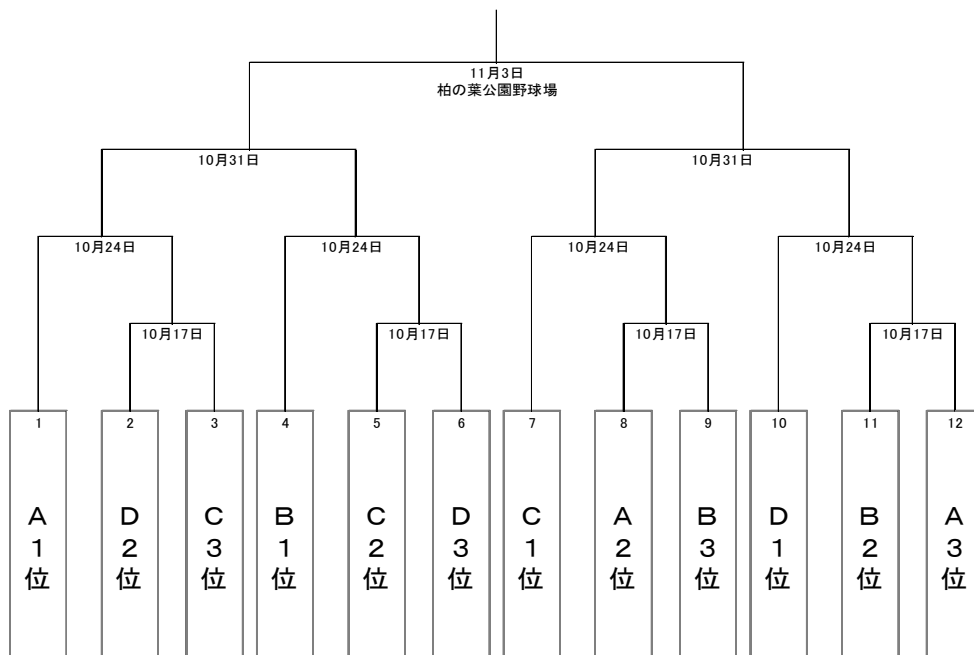 11月3日
柏の葉公園野球場
10月31日
10月31日
10月24日
10月24日
10月24日
10月24日
10月17日
10月17日
10月17日
10月17日
1
2
3
4
5
6
7
8
9
10
11
12
A1位
D2位
C3位
B1位
C2位
D3位
C1位
A2位
B3位
D1位
B2位
A3位